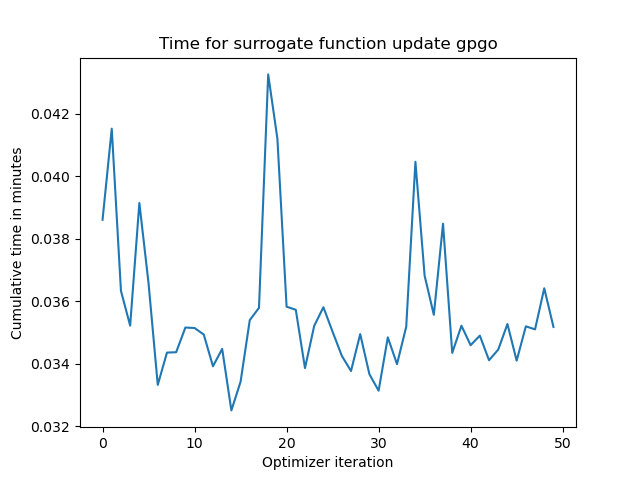 Time for surrogate function update gpgo
Cumulative time in minutes
0.042
0.040
0.038
0.036
0.034
0.032
0 10 20 30 40 50
Optimizer iteration